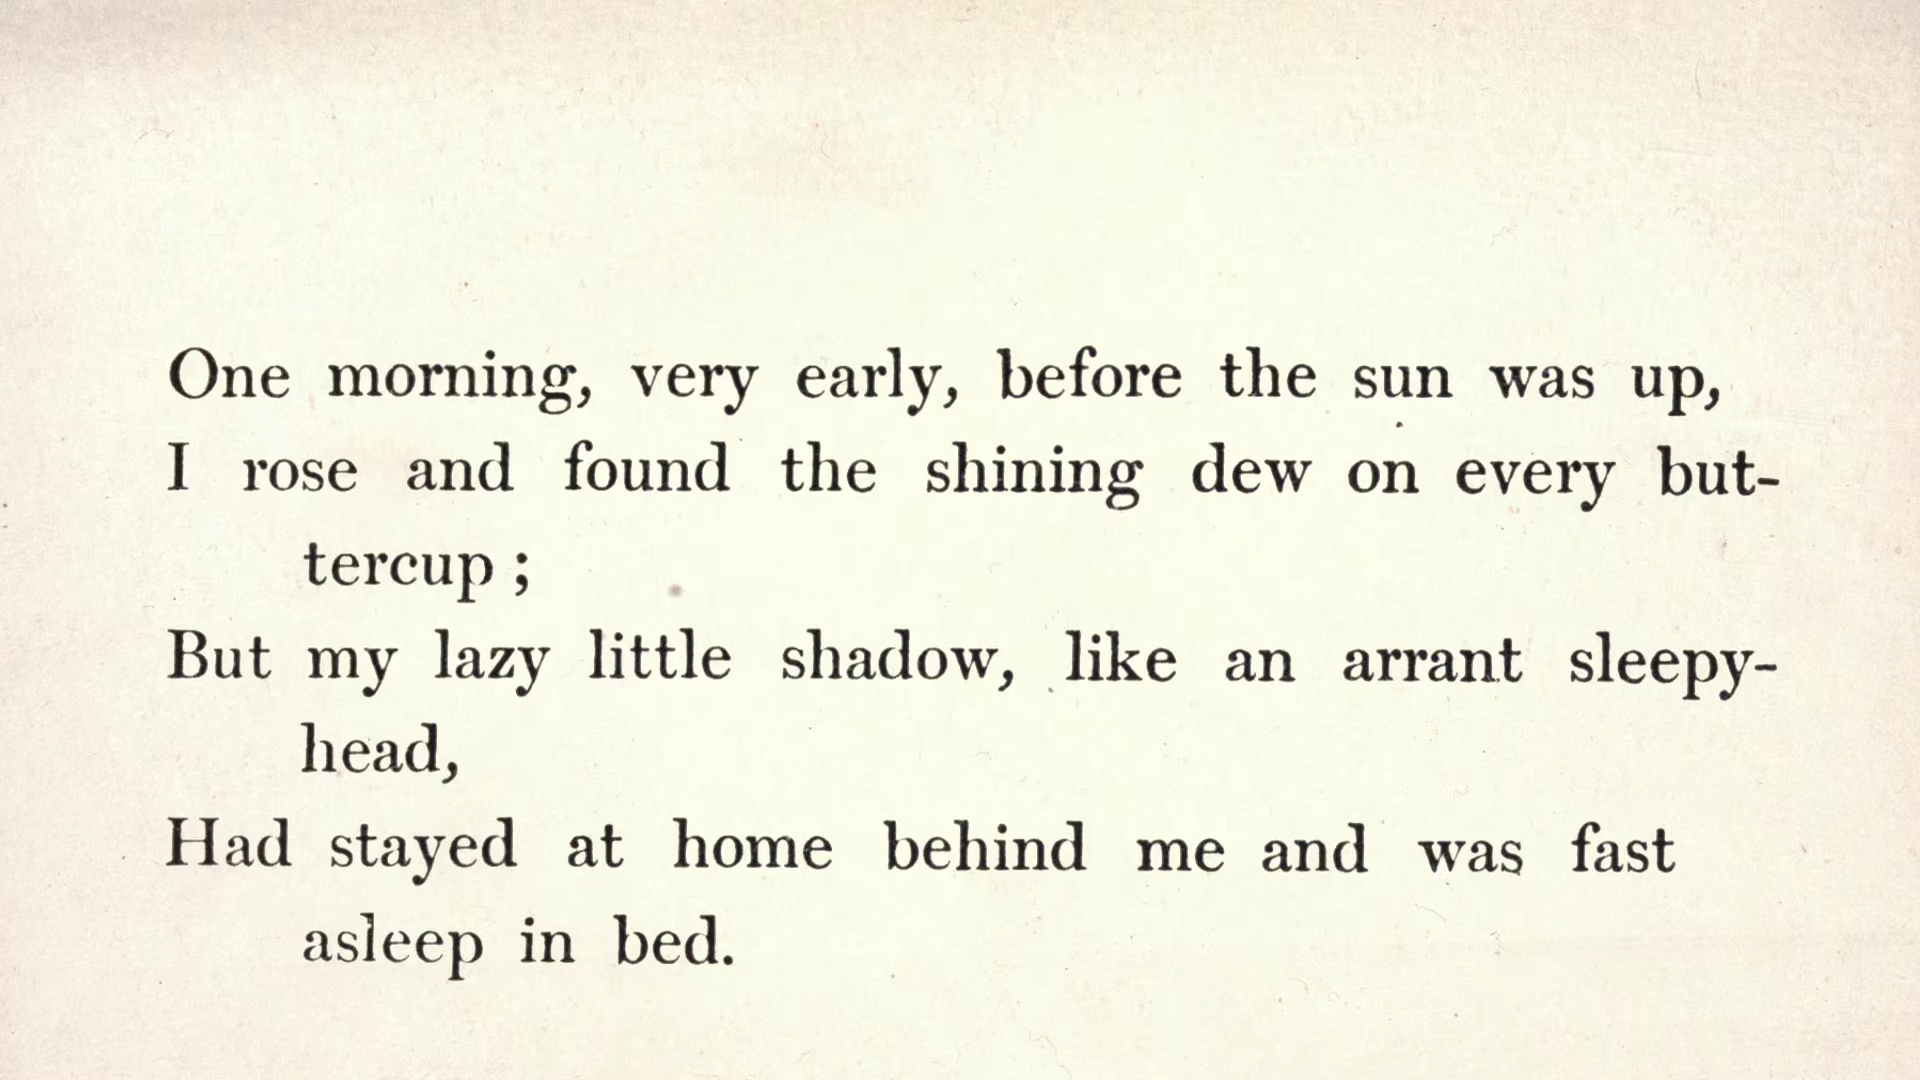 One morning, very early, before the sun was up,
I rose and found the shining dew on every but-
tercup ;
But my lazy little shadow, like an arrant sleepy-
head,
Had stayed at home behind me and was fast
asleep in bed.